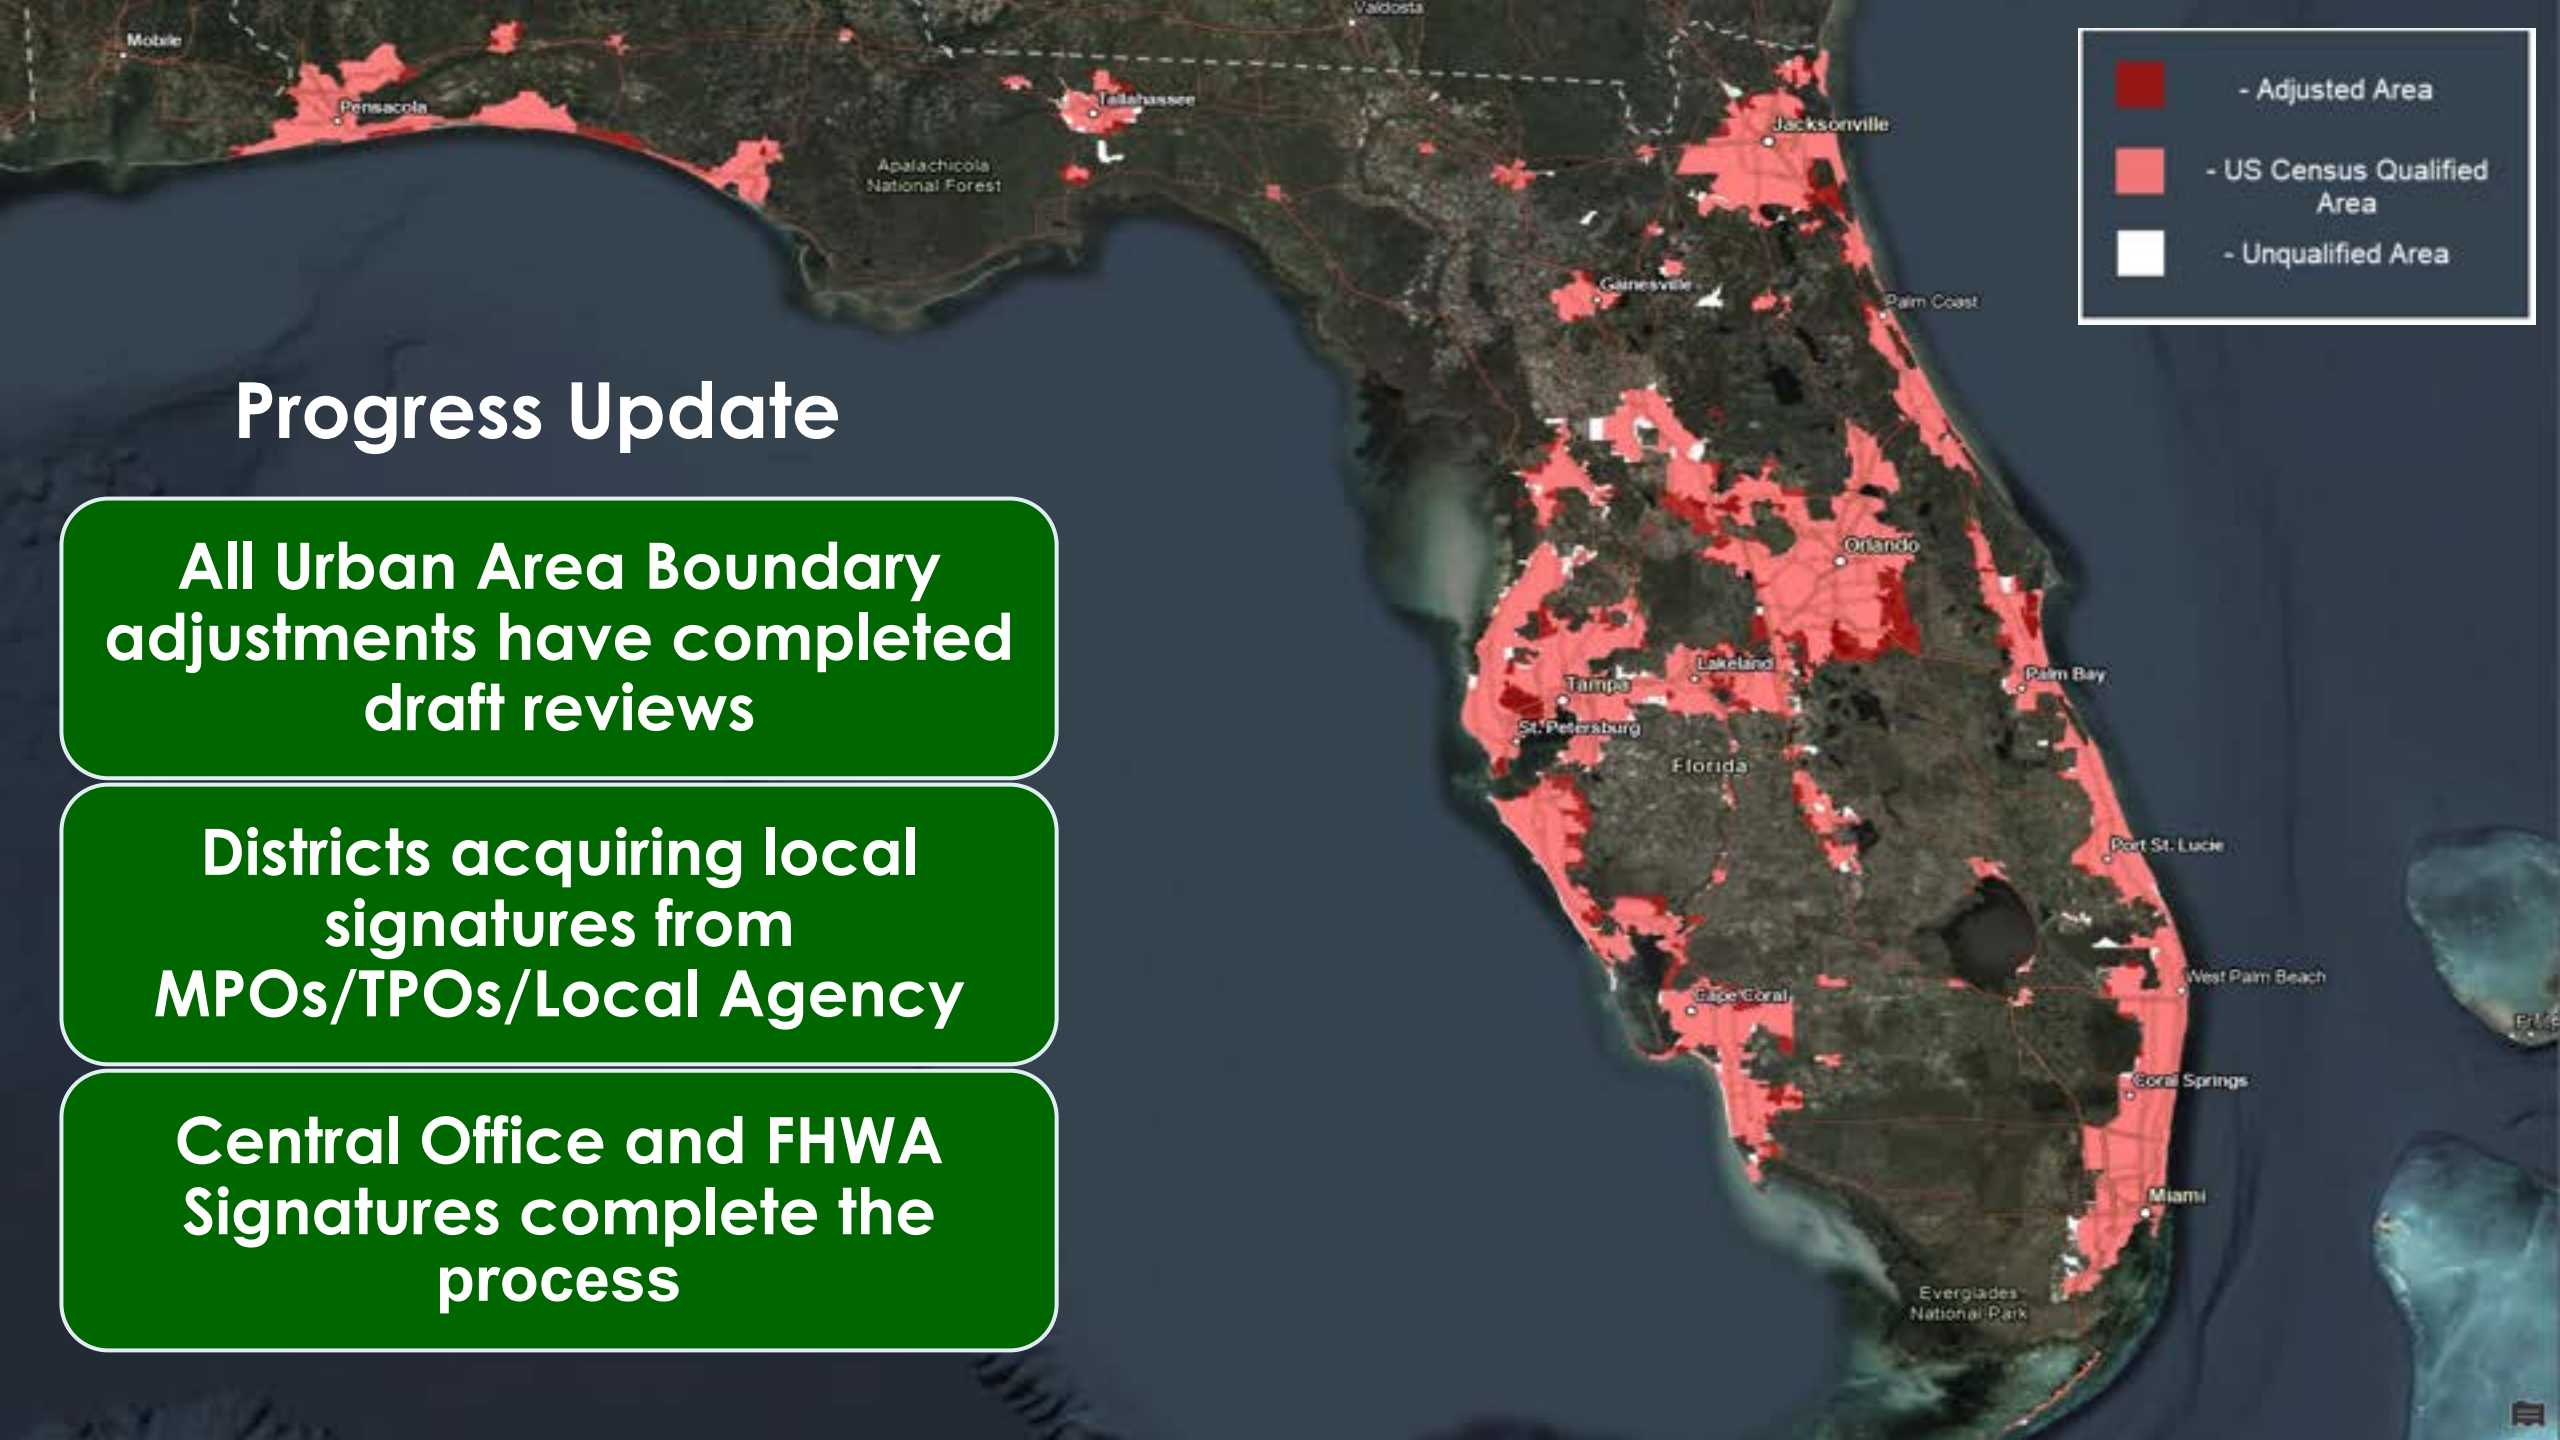 Valdosta
Mobile
Pensacola
Tallahassee
Jacksonville
Apalachicola
National Forest
Gainesville
Palm Coast
- Adjusted Area
- US Census Qualified
Area
- Unqualified Area
Progress Update
All Urban Area Boundary
adjustments have completed
draft reviews
Districts acquiring local
signatures from
MPOs/TPOs/Local Agency
Central Office and FHWA
Signatures complete the
process
Orlando
Lakeland
Tampa
St. Petersburg
Palm Bay
Florida
Port St. Lucie
West Palm Beach
Cape Coral
Coral Springs
Miami
Everglades
National Park